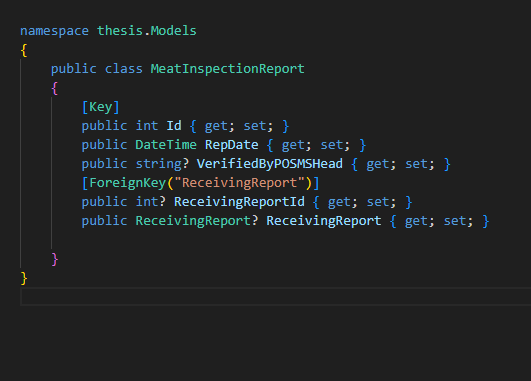 namespace thesis.Models
{
    public class MeatInspectionReport
    {
        [Key]
        public int Id { get; set; }
        public DateTime RepDate { get; set; }
        public string? VerifiedByPOSMSHead { get; set; }
        [ForeignKey("ReceivingReport")]
        public int? ReceivingReportId { get; set; }
        public ReceivingReport? ReceivingReport { get; set; }
    }
}